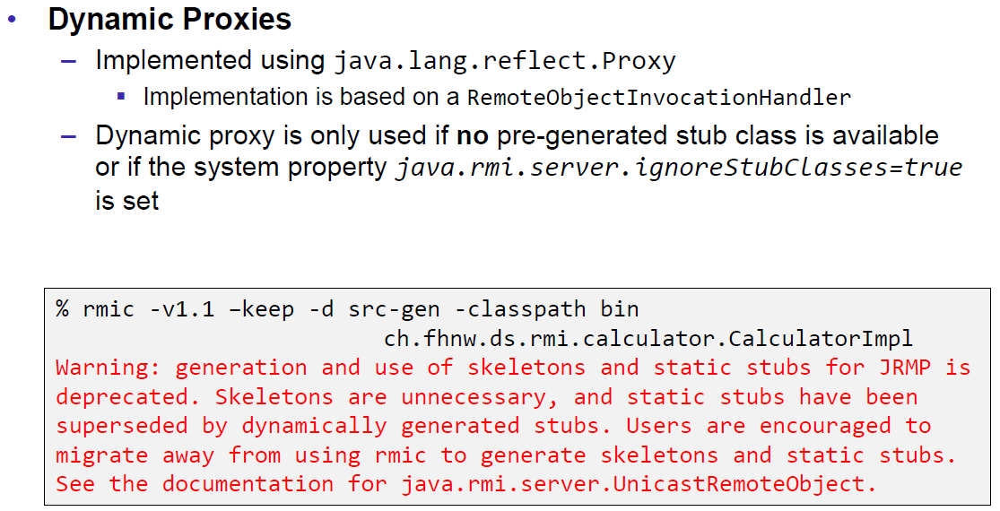 • Dynamic Proxies
– Implemented using java.lang.reflect.Proxy
▪ Implementation is based on a RemoteObjectInvocationHandler
– Dynamic proxy is only used if no pre-generated stub class is available
or if the system property java.rmi.server.ignoreStubClasses=true
is set
% rmic -v1.1 –keep -d src-gen -classpath bin
ch.fhnw.ds.rmi.calculator.CalculatorImpl
Warning: generation and use of skeletons and static stubs for JRMP is
deprecated. Skeletons are unnecessary, and static stubs have been
superseded by dynamically generated stubs. Users are encouraged to
migrate away from using rmic to generate skeletons and static stubs.
See the documentation for java.rmi.server.UnicastRemoteObject.